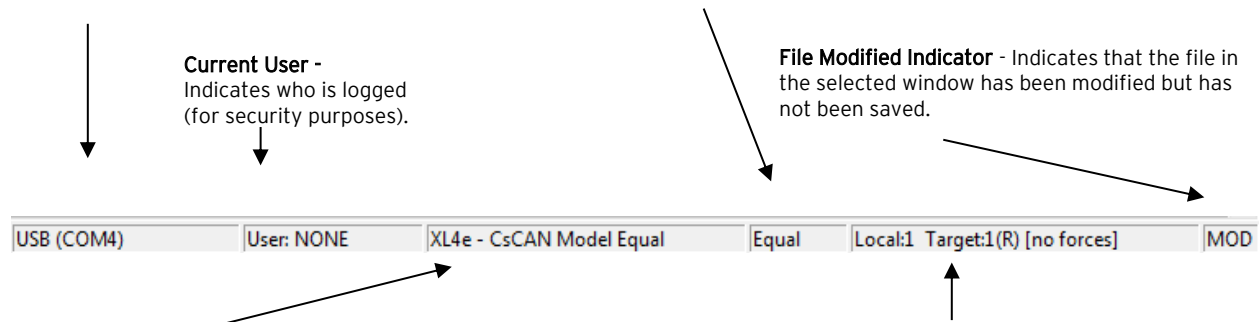 Current User -
Indicates who is logged
(for security purposes).
File Modified Indicator - Indicates that the file in
the selected window has been modified but has
not been saved.
USB (COM4) User: NONE XL4e - CsCAN Model Equal Equal Local:1 Target:1(R) [no forces] MOD